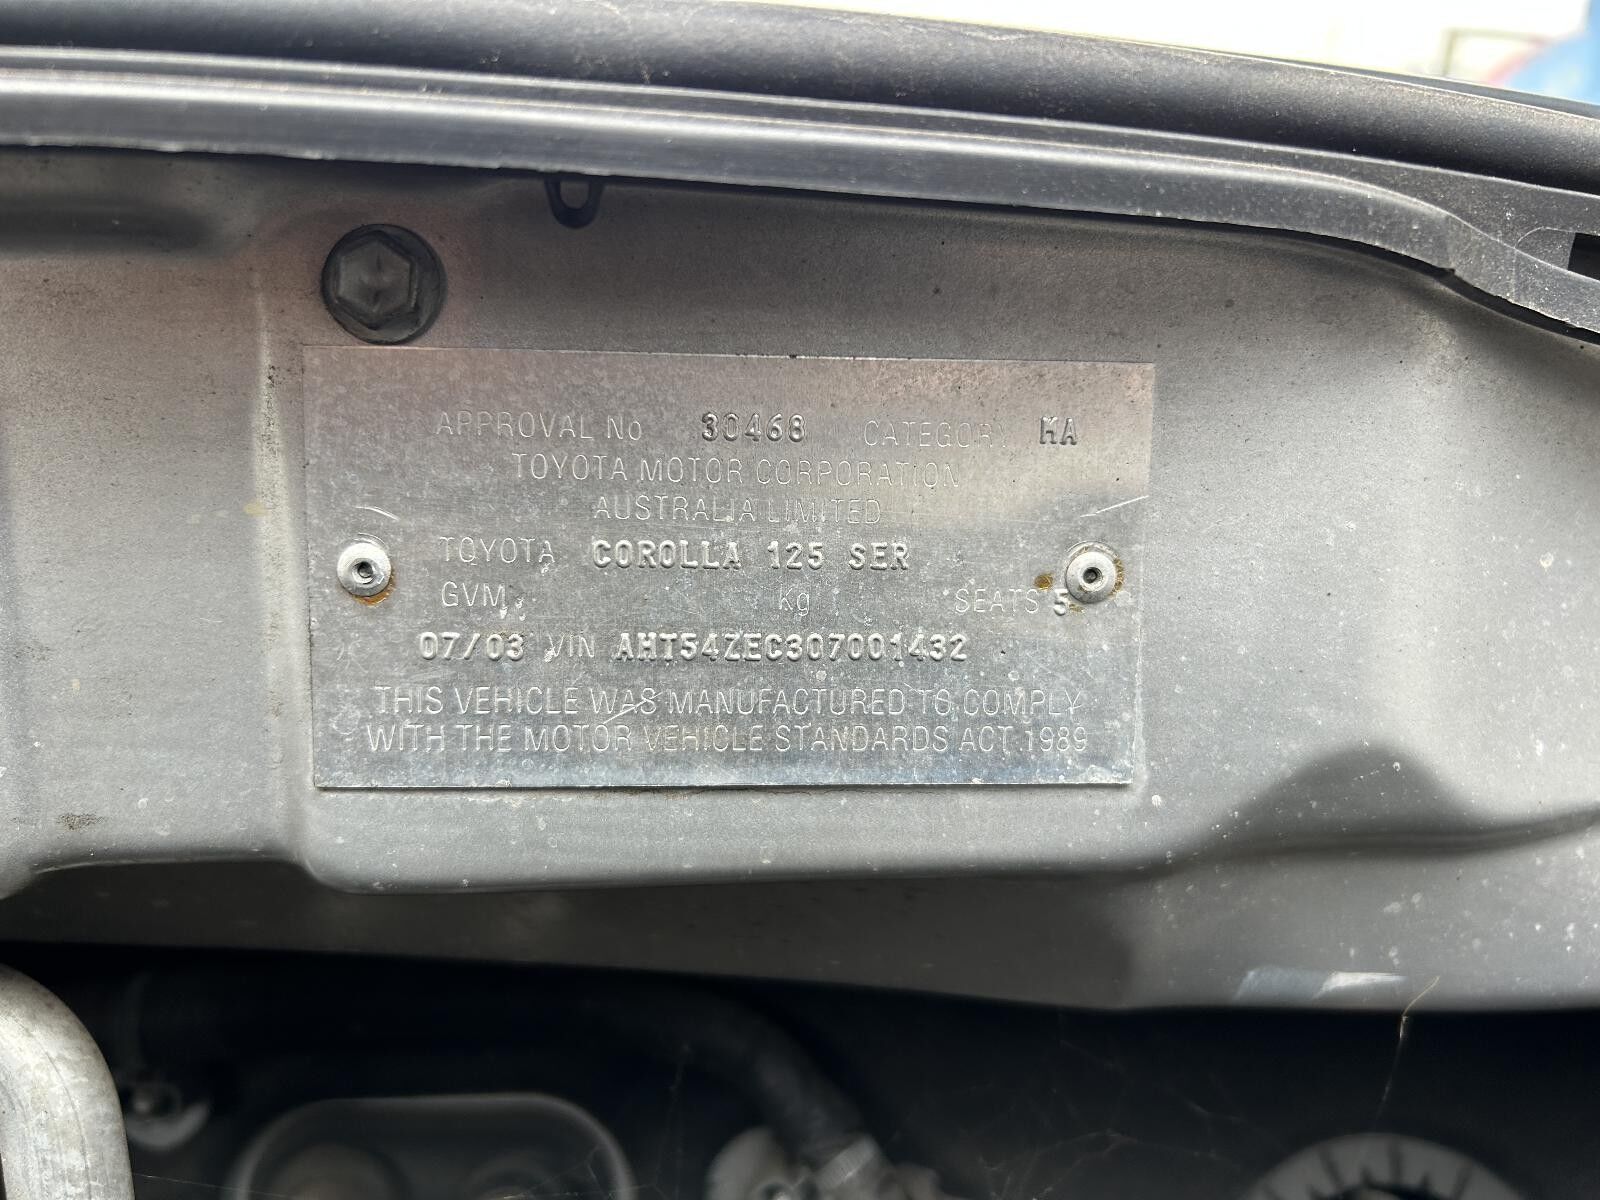 APPROVAL No 30468 CATEGORY MA
TOYOTA MOTOR CORPORATION
AUSTRALIA LIMITED
TOYOTA COROLLA 125 SER
GVM Kg SEATS 5
07/03 VIN AHT54ZEC307001432
THIS VEHICLE WAS MANUFACTURED TO COMPLY
WITH THE MOTOR VEHICLE STANDARDS ACT 1989